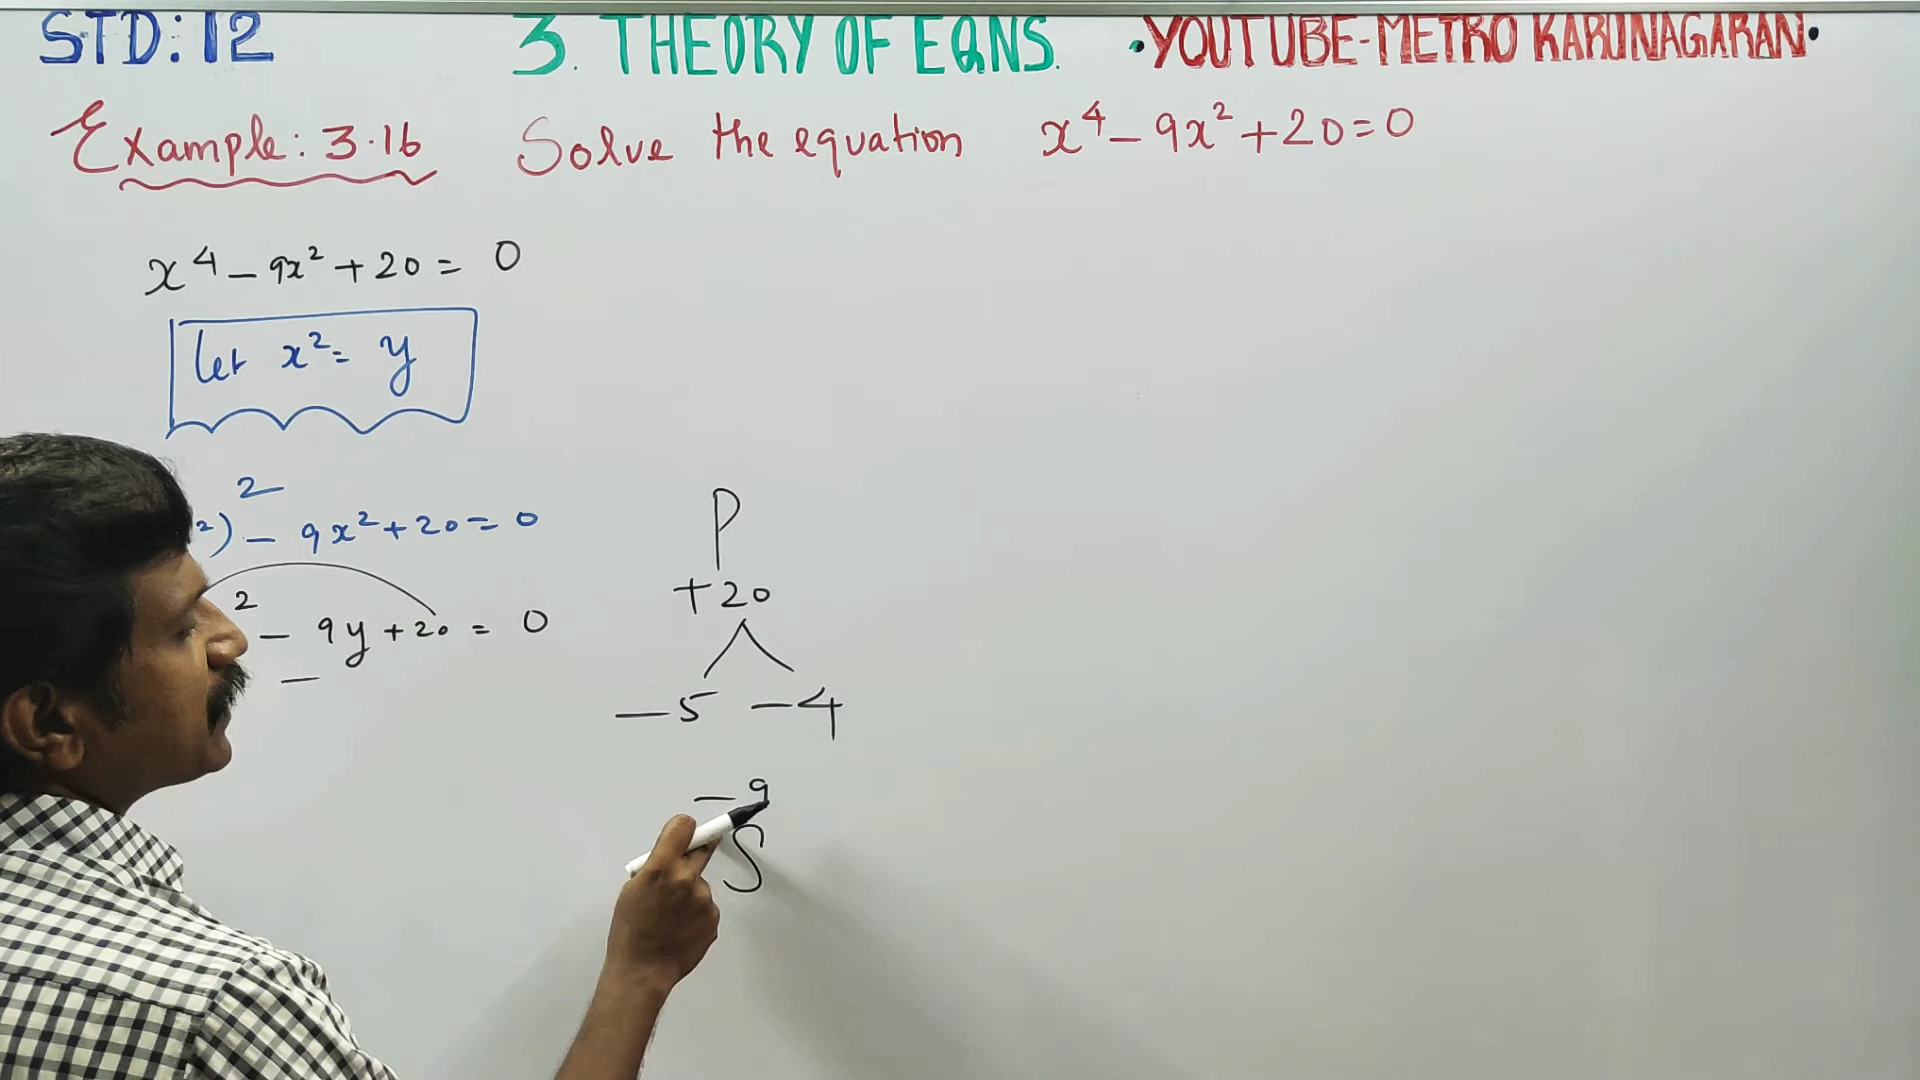 STD: 12 3. THEORY OF EQNS. •YOUTUBE-METRO KARUNAGARAN•
Example: 3.16 Solve the equation x⁴ - 9x² + 20 = 0
x⁴ - 9x² + 20 = 0
Let x² = y
²)² - 9x² + 20 = 0
² - 9y + 20 = 0
P
+20
-5 -4
-9
S